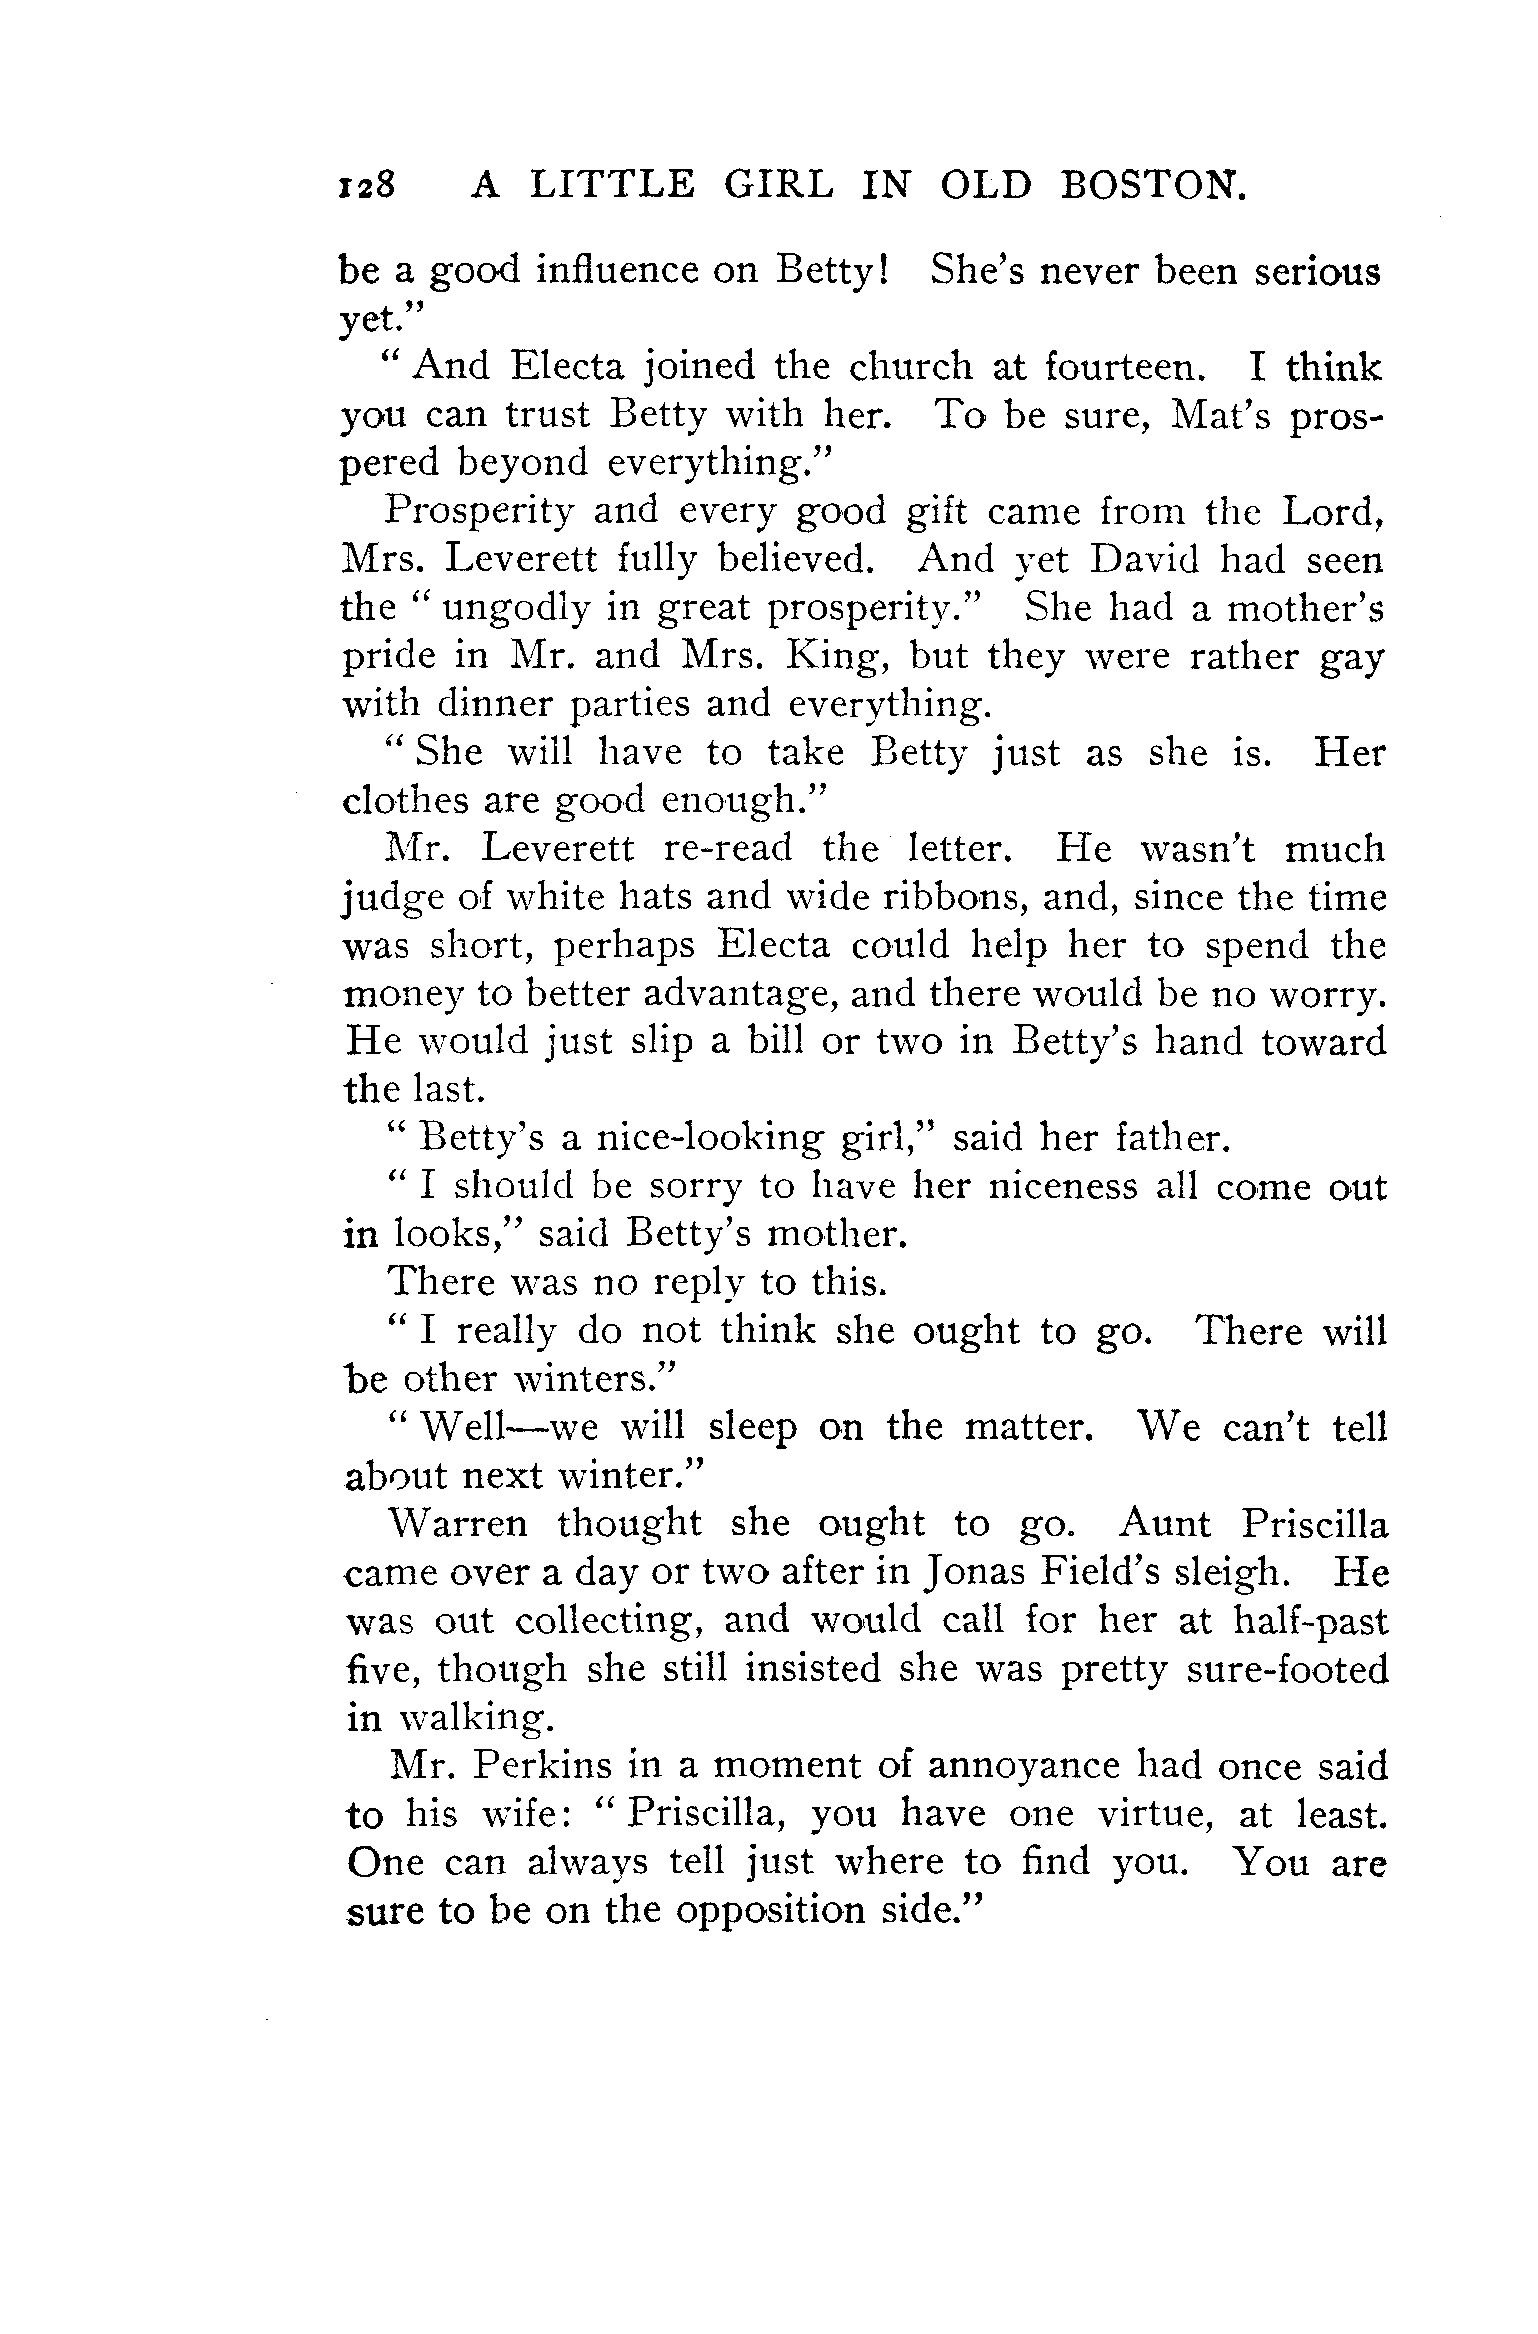 128 A LITTLE GIRL IN OLD BOSTON.
be a good influence on Betty! She's never been serious
yet."
" And Electa joined the church at fourteen. I think
you can trust Betty with her. To be sure, Mat's pros-
pered beyond everything."
Prosperity and every good gift came from the Lord,
Mrs. Leverett fully believed. And yet David had seen
the " ungodly in great prosperity." She had a mother's
pride in Mr. and Mrs. King, but they were rather gay
with dinner parties and everything.
" She will have to take Betty just as she is. Her
clothes are good enough."
Mr. Leverett re-read the letter. He wasn't much
judge of white hats and wide ribbons, and, since the time
was short, perhaps Electa could help her to spend the
money to better advantage, and there would be no worry.
He would just slip a bill or two in Betty's hand toward
the last.
" Betty's a nice-looking girl," said her father.
" I should be sorry to have her niceness all come out
in looks," said Betty's mother.
There was no reply to this.
" I really do not think she ought to go. There will
be other winters."
" Well—we will sleep on the matter. We can't tell
about next winter."
Warren thought she ought to go. Aunt Priscilla
came over a day or two after in Jonas Field's sleigh. He
was out collecting, and would call for her at half-past
five, though she still insisted she was pretty sure-footed
in walking.
Mr. Perkins in a moment of annoyance had once said
to his wife: " Priscilla, you have one virtue, at least.
One can always tell just where to find you. You are
sure to be on the opposition side."